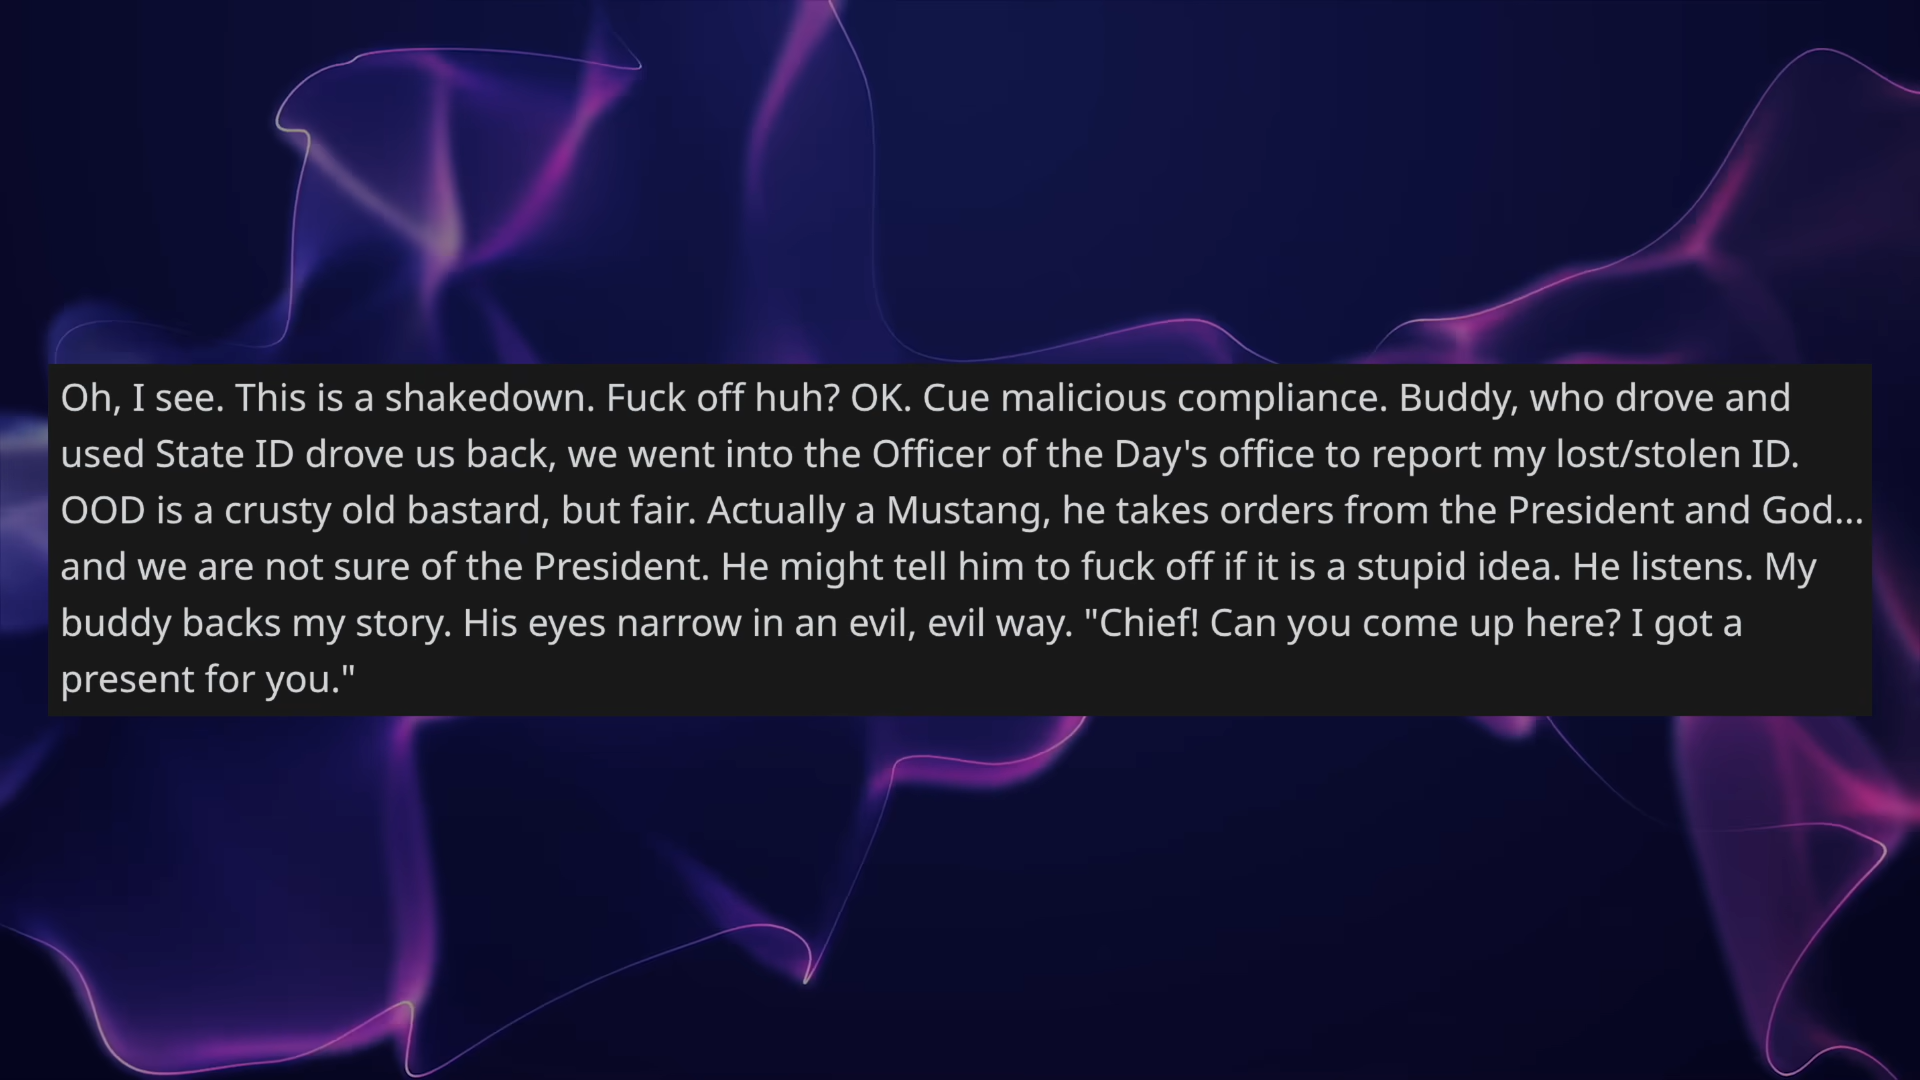 Oh, I see. This is a shakedown. Fuck off huh? OK. Cue malicious compliance. Buddy, who drove and
used State ID drove us back, we went into the Officer of the Day's office to report my lost/stolen ID.
OOD is a crusty old bastard, but fair. Actually a Mustang, he takes orders from the President and God...
and we are not sure of the President. He might tell him to fuck off if it is a stupid idea. He listens. My
buddy backs my story. His eyes narrow in an evil, evil way. "Chief! Can you come up here? I got a
present for you."